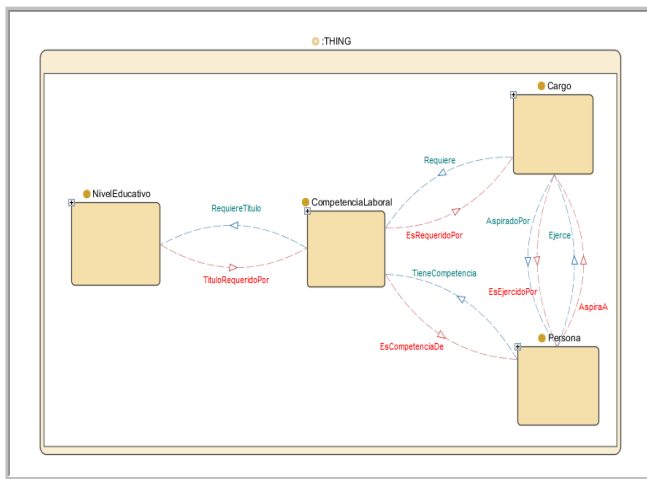 :THING
Cargo
Requiere
NivelEducativo
CompetenciaLaboral
RequiereTitulo
AspiradoPor
Ejerce
EsRequeridoPor
TieneCompetencia
TituloRequeridoPor
EsEjercidoPor
AspiraA
EsCompetenciaDe
Persona